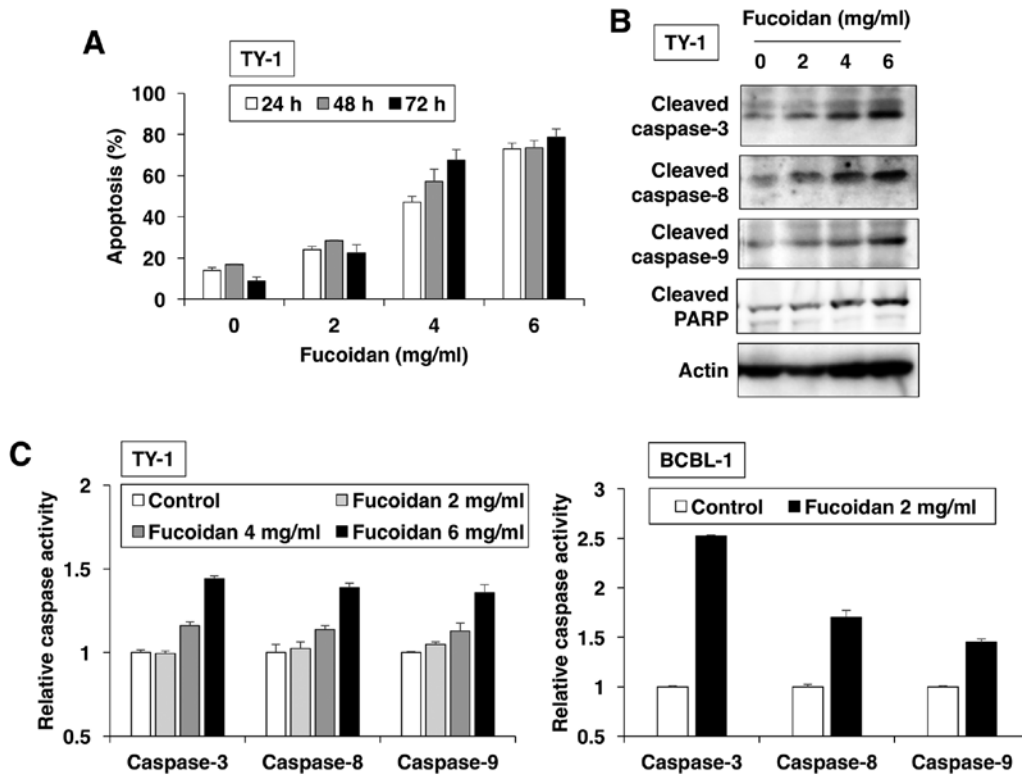 A
TY-1
24 h 48 h 72 h
Apoptosis (%)
100
80
60
40
20
0
0 2 4 6
Fucoidan (mg/ml)
B
TY-1
Fucoidan (mg/ml)
0 2 4 6
Cleaved
caspase-3
Cleaved
caspase-8
Cleaved
caspase-9
Cleaved
PARP
Actin
C
TY-1
Control Fucoidan 2 mg/ml
Fucoidan 4 mg/ml Fucoidan 6 mg/ml
Relative caspase activity
2
1.5
1
0.5
Caspase-3 Caspase-8 Caspase-9
BCBL-1
Control Fucoidan 2 mg/ml
Relative caspase activity
3
2.5
2
1.5
1
0.5
Caspase-3 Caspase-8 Caspase-9